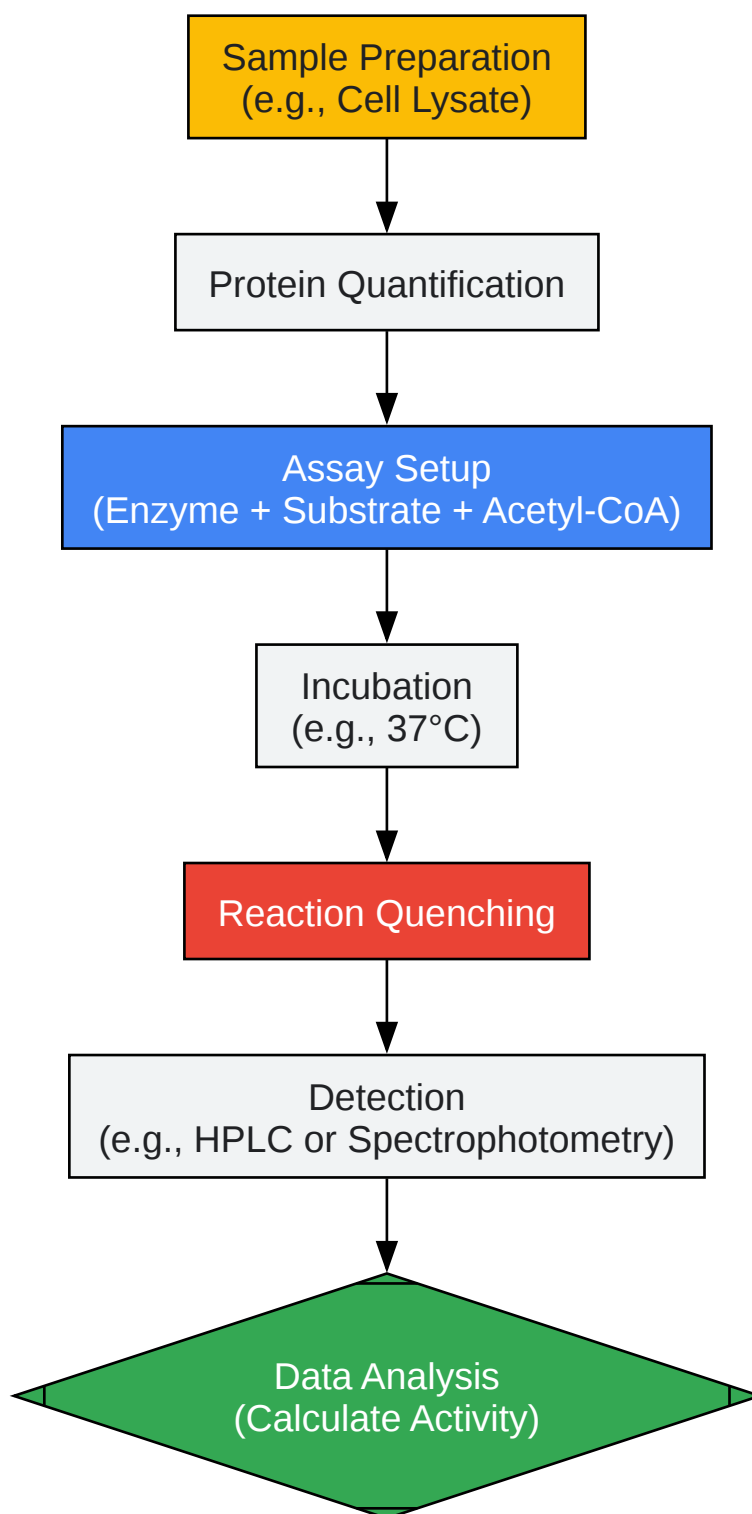 Sample Preparation
(e.g., Cell Lysate)
Protein Quantification
Assay Setup
(Enzyme + Substrate + Acetyl-CoA)
Incubation
(e.g., 37°C)
Reaction Quenching
Detection
(e.g., HPLC or Spectrophotometry)
Data Analysis
(Calculate Activity)